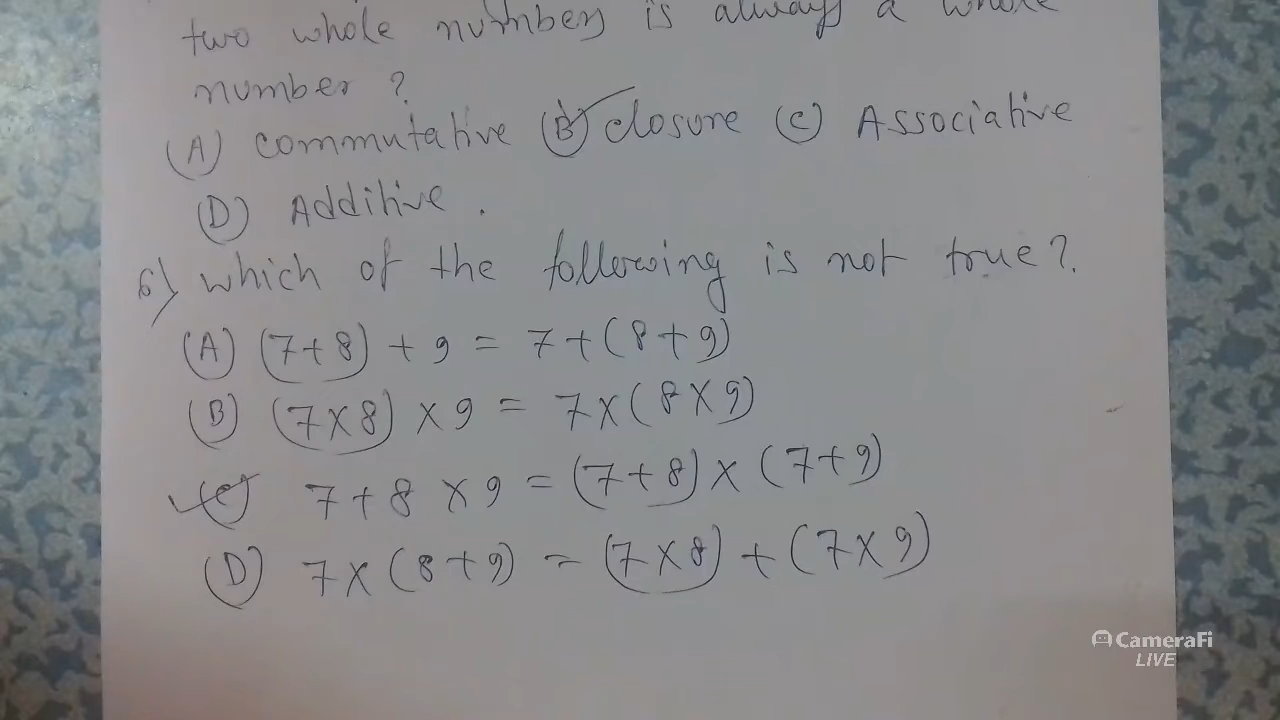 two whole number is always a whole
number ?
(A) commutative (B) closure (C) Associative
(D) Additive .
6) which of the following is not true ?
(A) (7+8) + 9 = 7+(8+9)
(B) (7×8) ×9 = 7×(8×9)
(C) 7+8 ×9 = (7+8)×(7+9)
(D) 7×(8+9) = (7×8)+(7×9)
CameraFi
LIVE